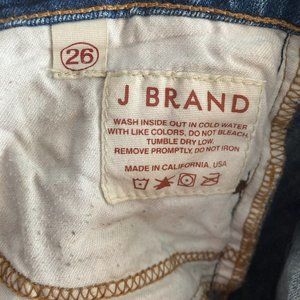 26
J BRAND
WASH INSIDE OUT IN COLD WATER
WITH LIKE COLORS, DO NOT BLEACH,
TUMBLE DRY LOW.
REMOVE PROMPTLY, DO NOT IRON
MADE IN CALIFORNIA, USA